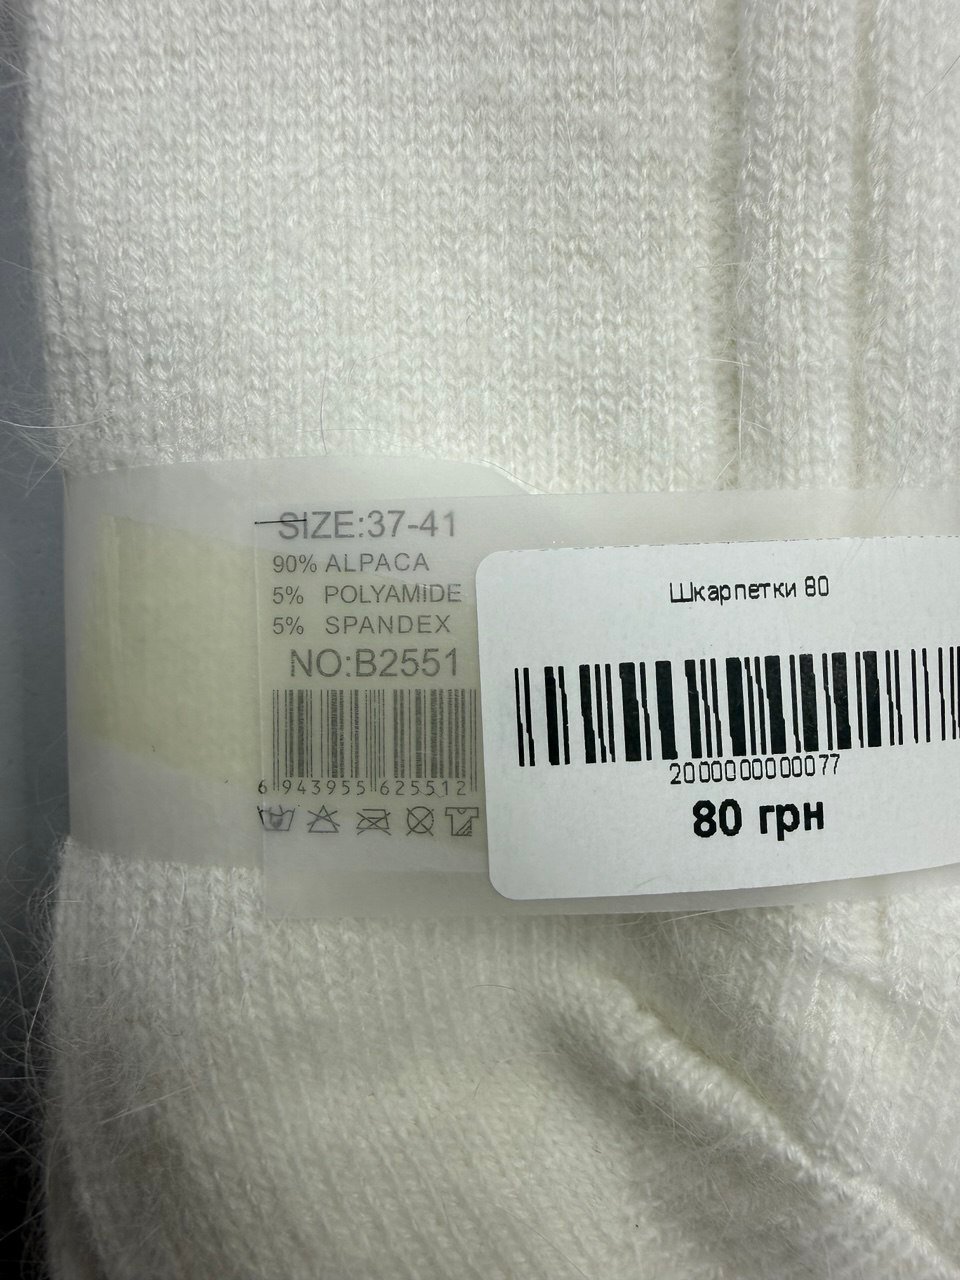 SIZE:37-41
90% ALPACA
5% POLYAMIDE
5% SPANDEX
NO:B2551
6 943955 625512
Шкарпетки 80
2000000000077
80 грн